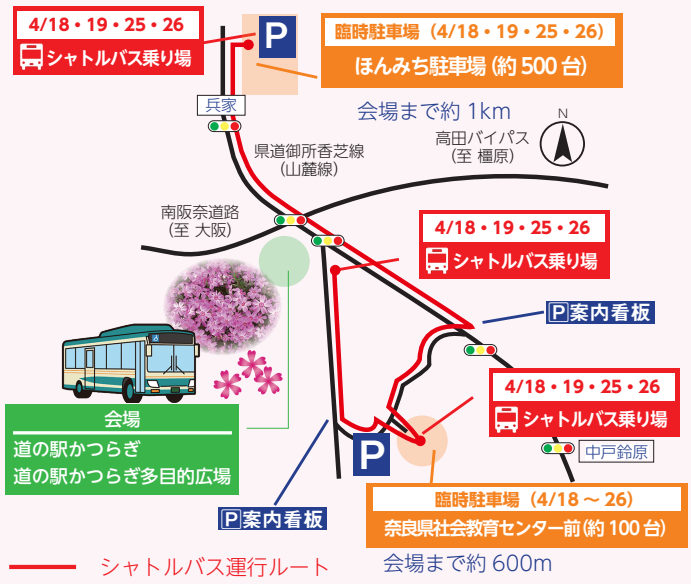 4/18・19・25・26
シャトルバス乗り場
P
臨時駐車場（4/18・19・25・26）
ほんみち駐車場（約500台）
会場まで約1km
兵家
県道御所香芝線
（山麓線）
高田バイパス
（至 橿原）
N
南阪奈道路
（至 大阪）
4/18・19・25・26
シャトルバス乗り場
P案内看板
4/18・19・25・26
シャトルバス乗り場
会場
道の駅かつらぎ
道の駅かつらぎ多目的広場
P
中戸鈴原
臨時駐車場（4/18～26）
奈良県社会教育センター前（約100台）
P案内看板
会場まで約600m
シャトルバス運行ルート